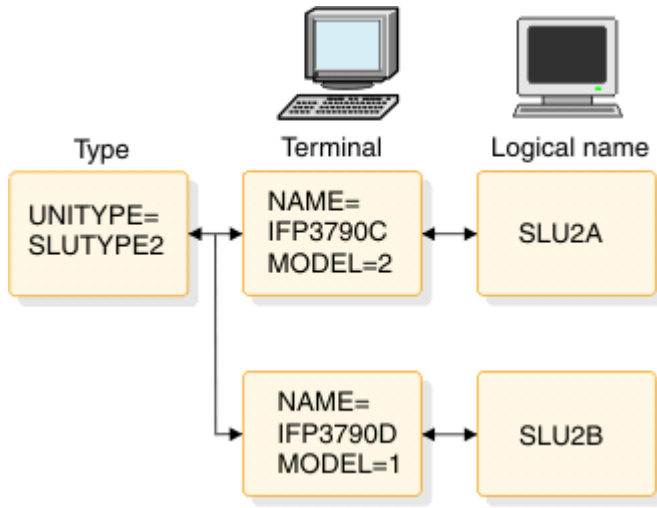 Type
Terminal
Logical name
UNITYPE=
SLUTYPE2
NAME=
IFP3790C
MODEL=2
SLU2A
NAME=
IFP3790D
MODEL=1
SLU2B